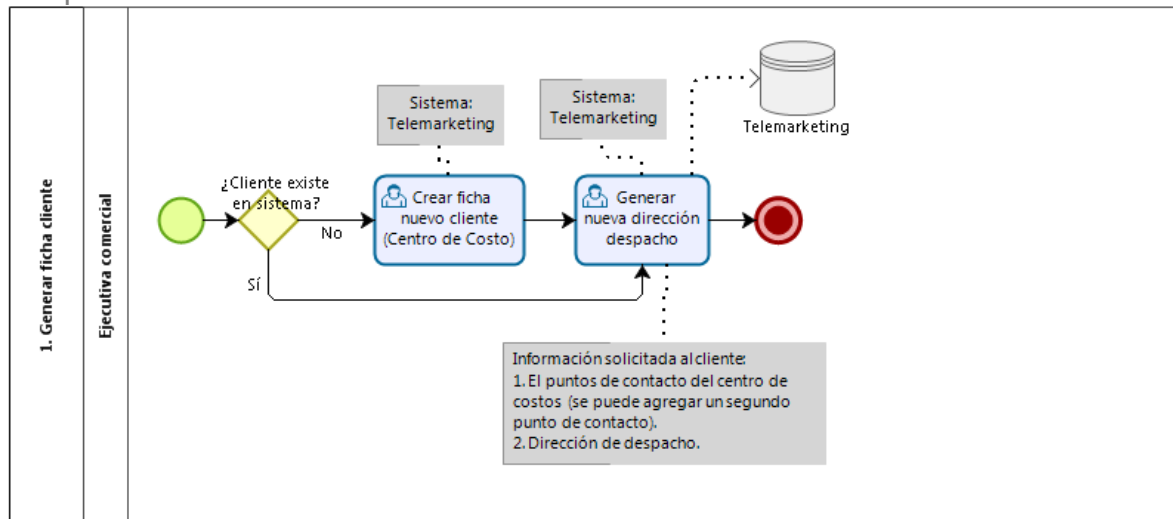 1. Generar ficha cliente
Ejecutiva comercial
¿Cliente existe
en sistema?
No
Sí
Sistema:
Telemarketing
Crear ficha
nuevo cliente
(Centro de Costo)
Sistema:
Telemarketing
Generar
nueva dirección
despacho
Telemarketing
Información solicitada al cliente:
1. El puntos de contacto del centro de
costos (se puede agregar un segundo
punto de contacto).
2. Dirección de despacho.